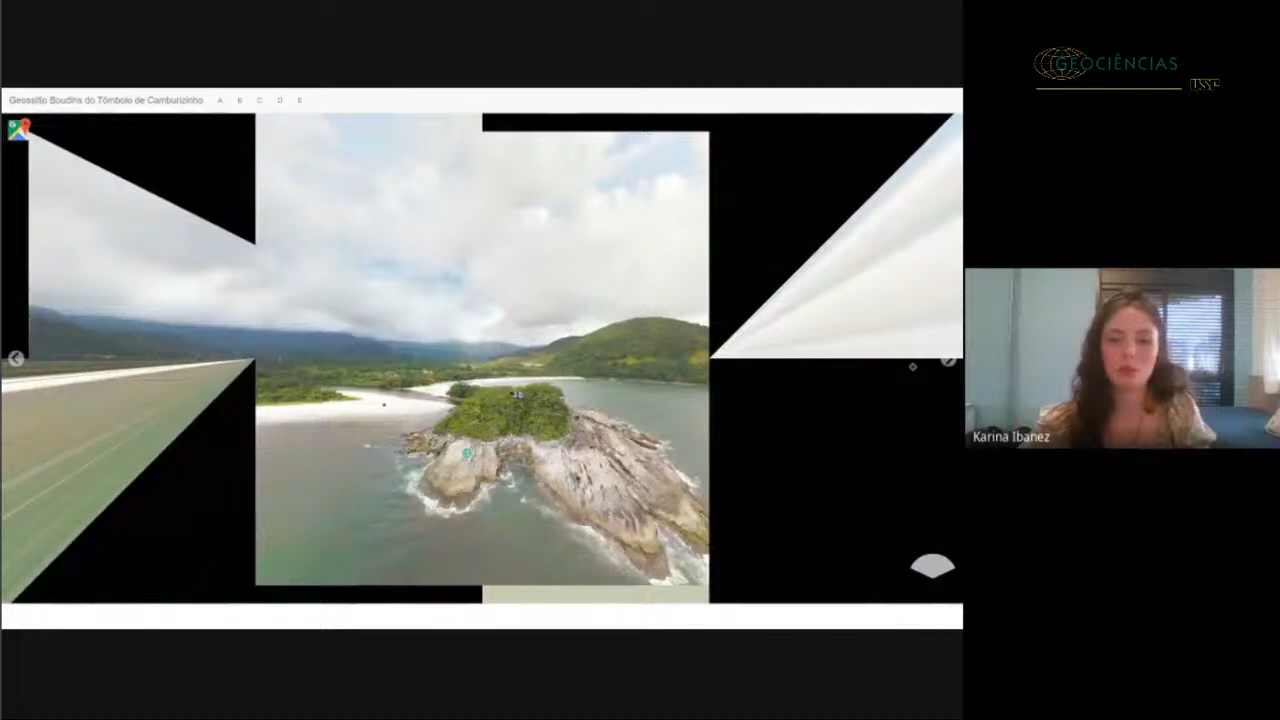 GEOCIÊNCIAS
USP
Geossítio Boudins do Tômbolo de Camburizinho A B C D E
Karina Ibanez